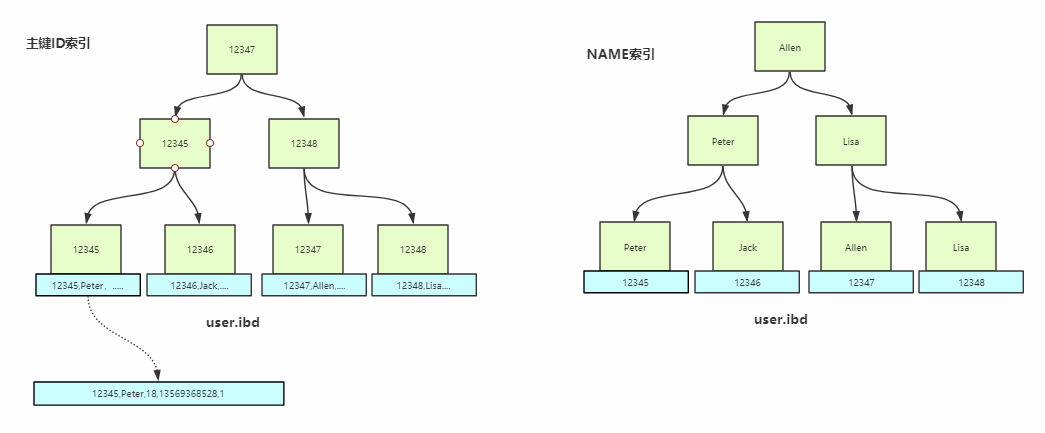 主键ID索引
12347
12345
12348
12345
12346
12347
12348
12345,Peter, ......
12346,Jack,....
12347,Allen,....
12348,Lisa....
user.ibd
12345,Peter,18,13569368528,1
NAME索引
Allen
Peter
Lisa
Peter
Jack
Allen
Lisa
12345
12346
12347
12348
user.ibd